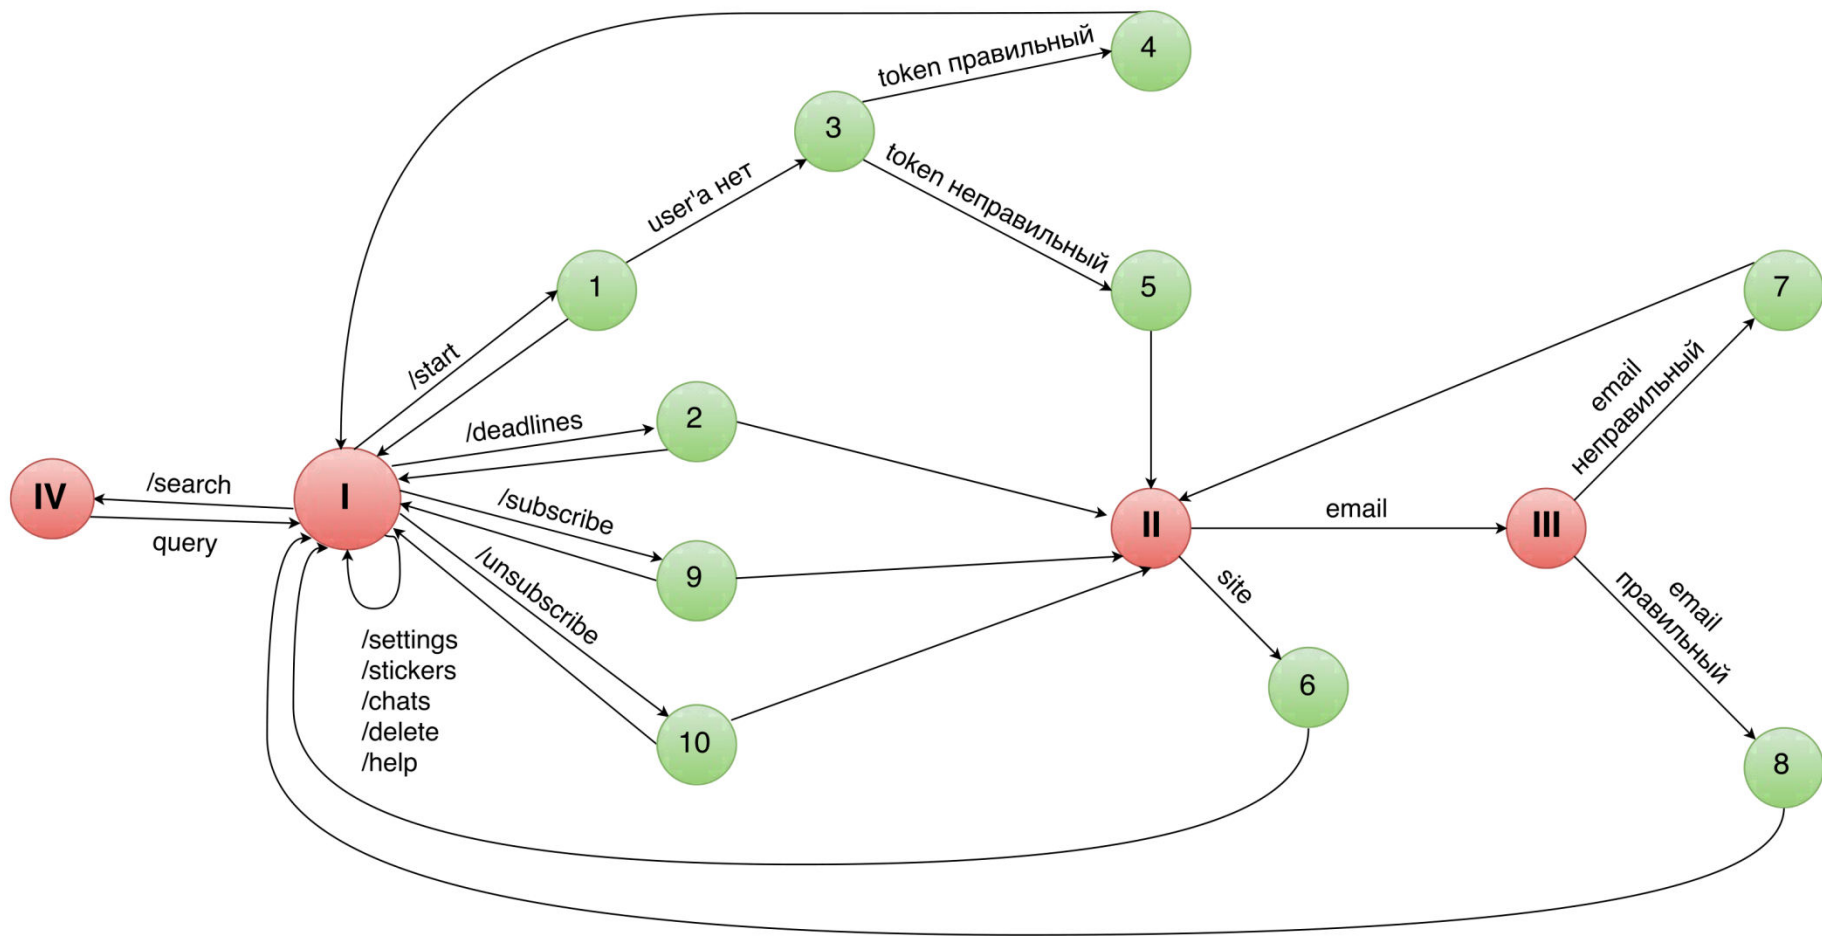 4
token правильный
3
token неправильный
user'а нет
1
5
7
/start
email
неправильный
/deadlines
2
IV
/search
query
I
/subscribe
9
II
email
III
/unsubscribe
site
email
правильный
/settings
/stickers
/chats
/delete
/help
10
6
8